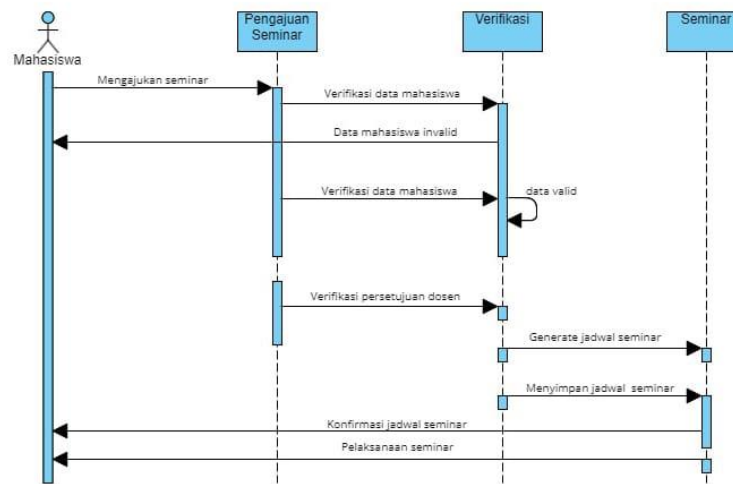 Pengajuan
Seminar
Verifikasi
Seminar
Mahasiswa
Mengajukan seminar
Verifikasi data mahasiswa
Data mahasiswa invalid
Verifikasi data mahasiswa
data valid
Verifikasi persetujuan dosen
Generate jadwal seminar
Menyimpan jadwal seminar
Konfirmasi jadwal seminar
Pelaksanaan seminar